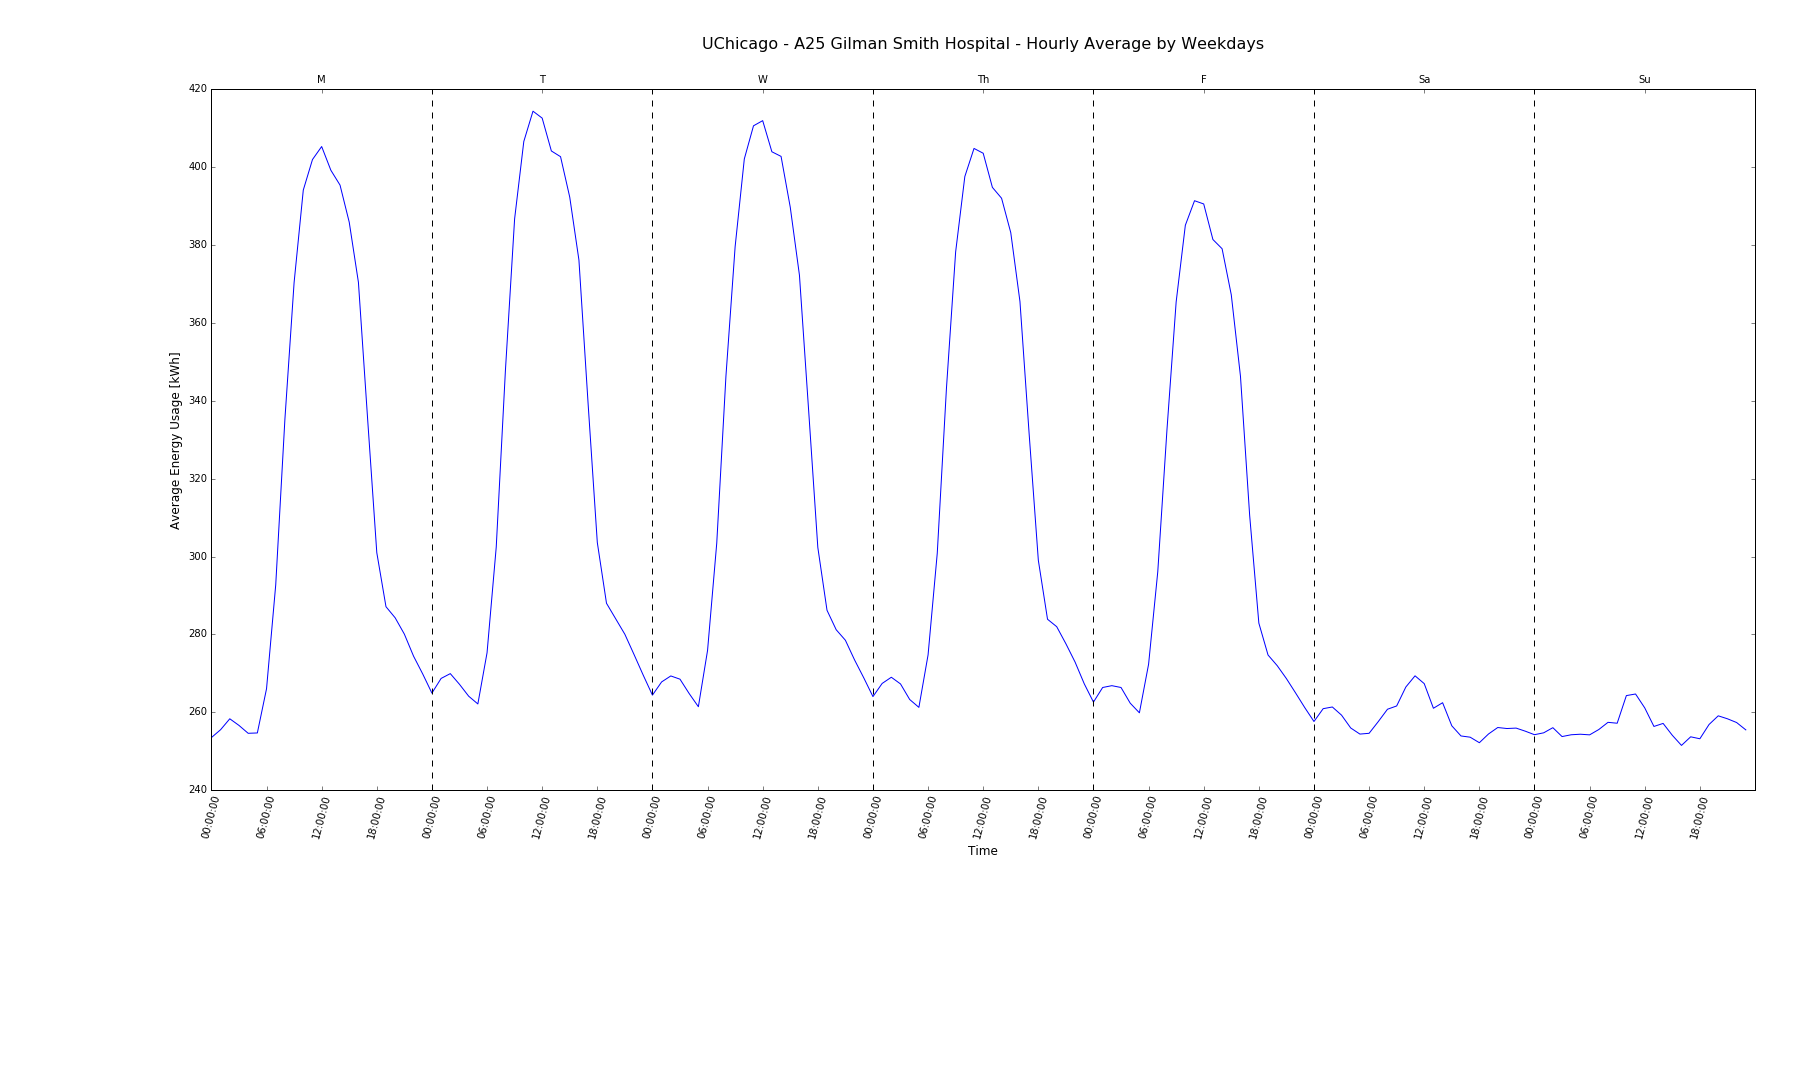 UChicago - A25 Gilman Smith Hospital - Hourly Average by Weekdays
M T W Th F Sa Su
420
400
380
360
340
320
300
280
260
240
Average Energy Usage [kWh]
00:00:00 06:00:00 12:00:00 18:00:00 00:00:00 06:00:00 12:00:00 18:00:00 00:00:00 06:00:00 12:00:00 18:00:00 00:00:00 06:00:00 12:00:00 18:00:00 00:00:00 06:00:00 12:00:00 18:00:00 00:00:00 06:00:00 12:00:00 18:00:00 00:00:00 06:00:00 12:00:00 18:00:00
Time